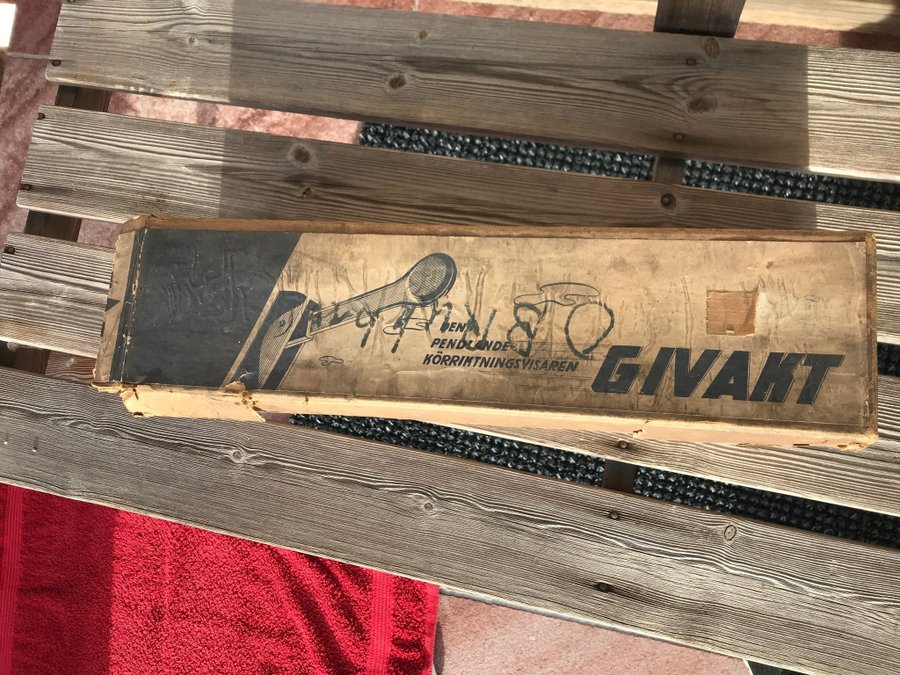 DEN
PENDLANDE
KÖRRIKTNINGSVISAREN
GIVAKT